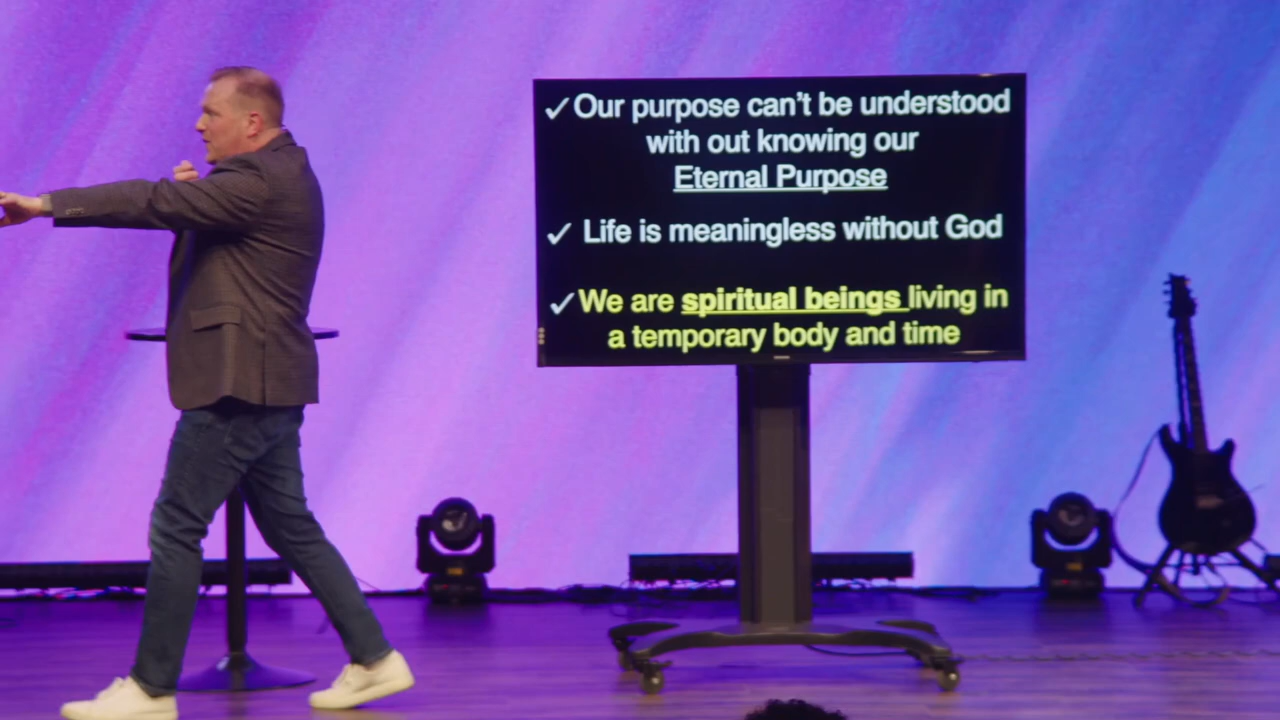 ✓Our purpose can't be understood
with out knowing our
Eternal Purpose
✓ Life is meaningless without God
✓We are spiritual beings living in
a temporary body and time